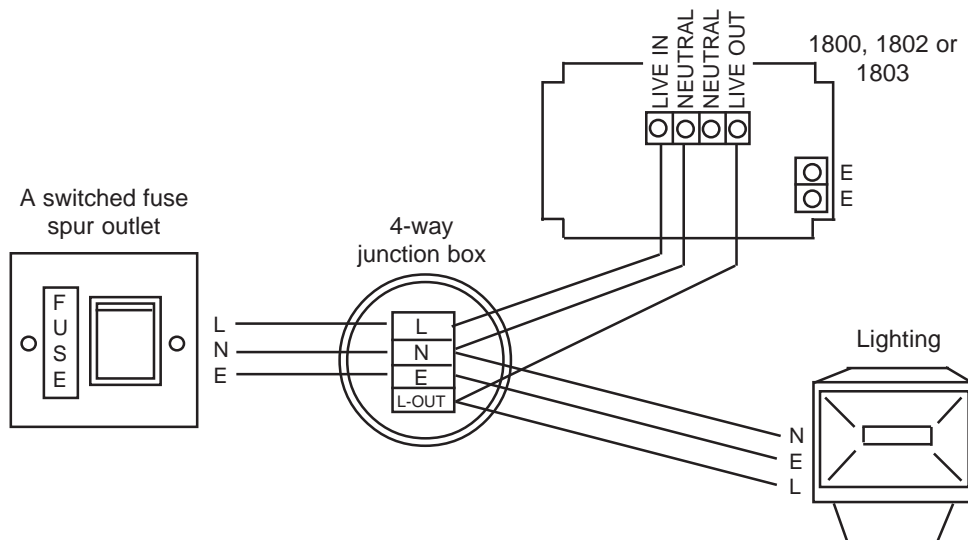 LIVE IN
NEUTRAL
NEUTRAL
LIVE OUT
1800, 1802 or
1803
E
E
A switched fuse
spur outlet
4-way
junction box
FUSE
L
N
E
L
N
E
L-OUT
Lighting
N
E
L